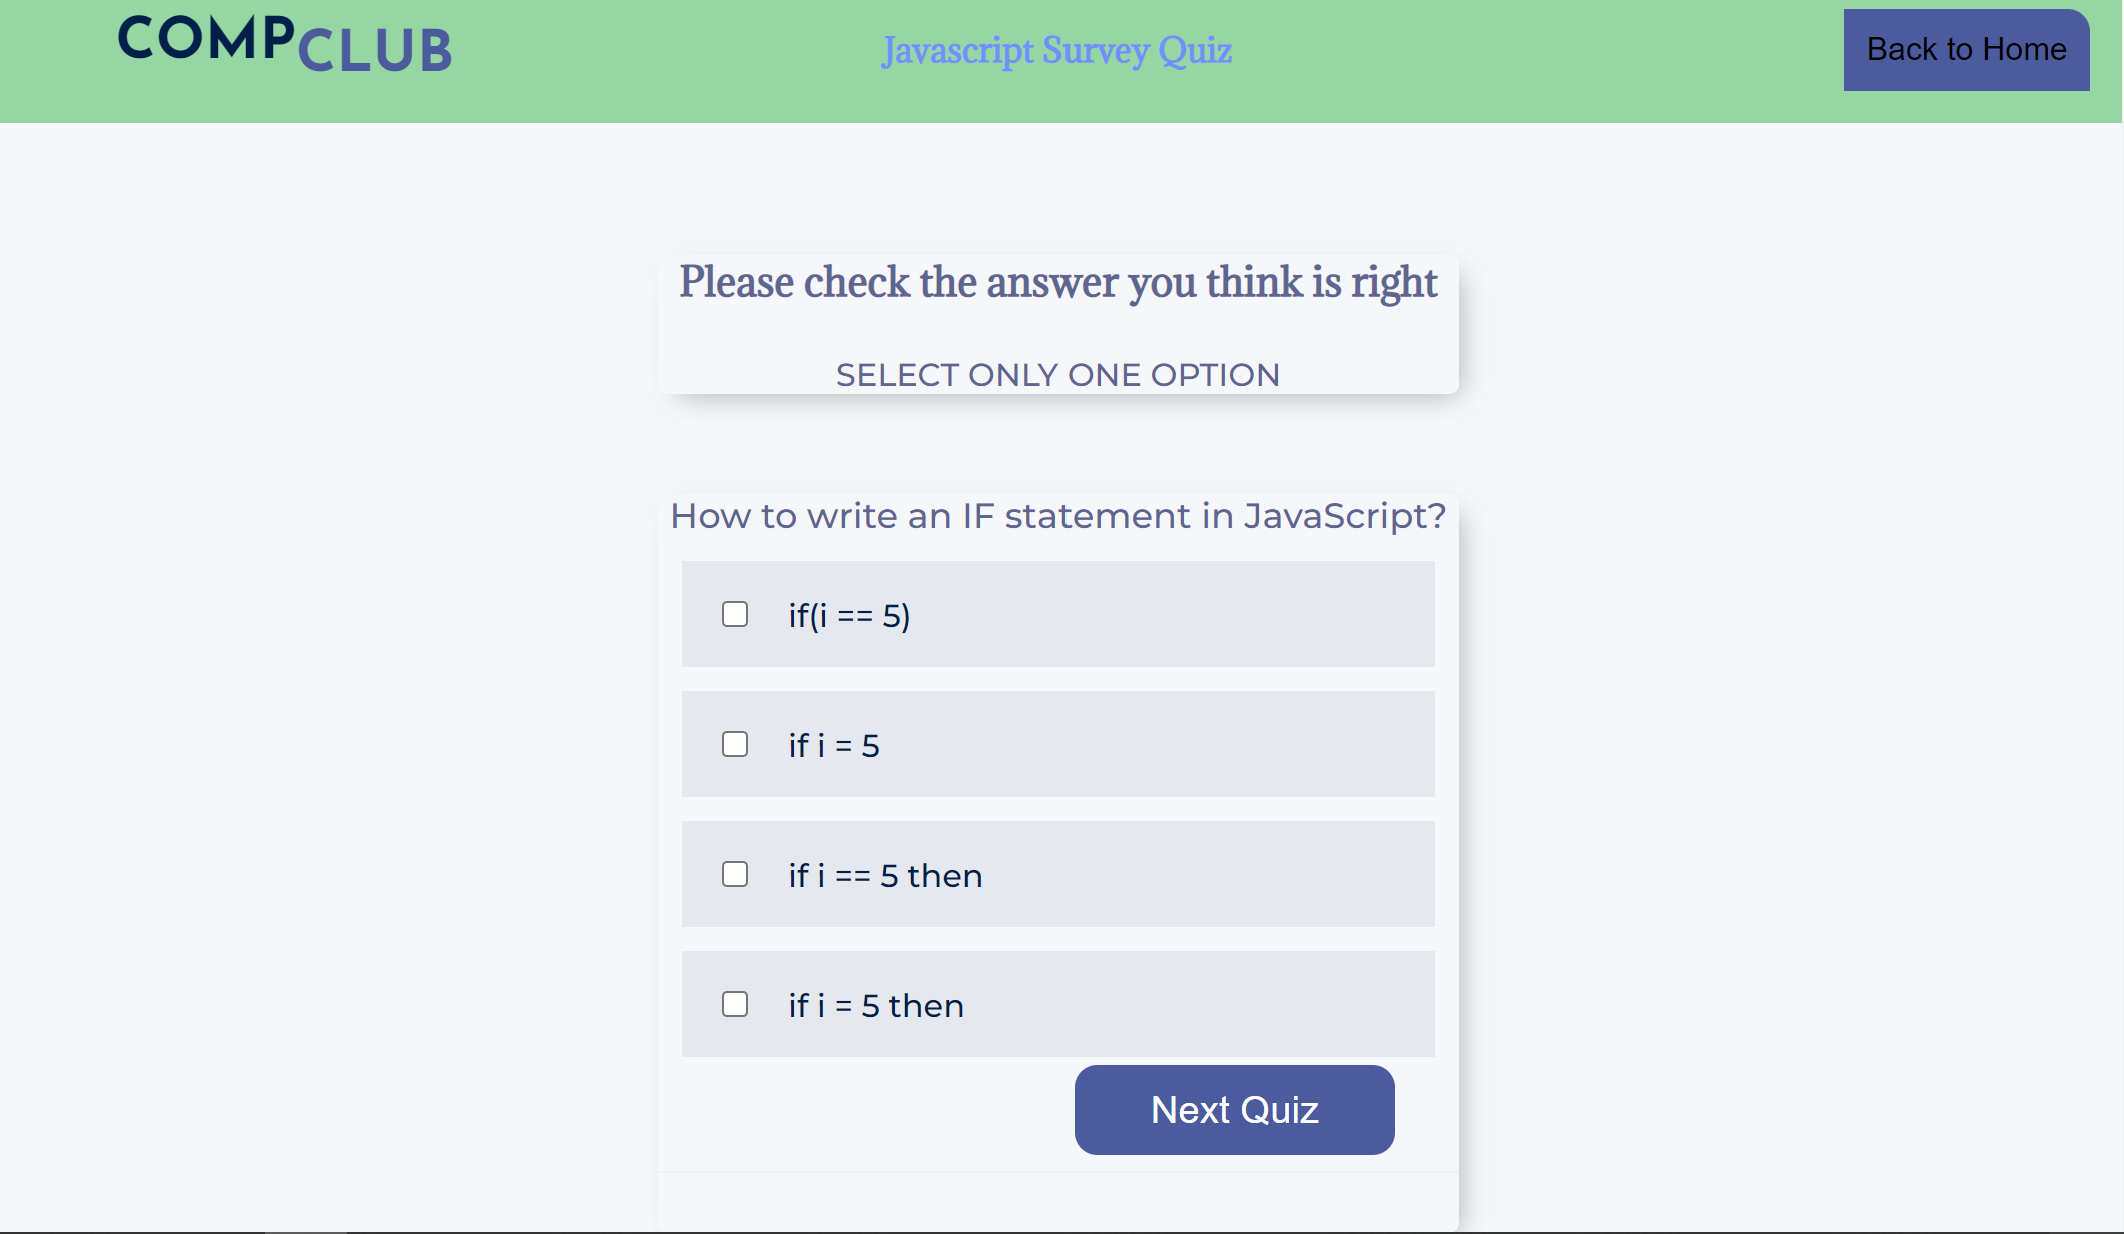 COMPCLUB
Javascript Survey Quiz
Back to Home
Please check the answer you think is right
SELECT ONLY ONE OPTION
How to write an IF statement in JavaScript?
if(i == 5)
if i = 5
if i == 5 then
if i = 5 then
Next Quiz